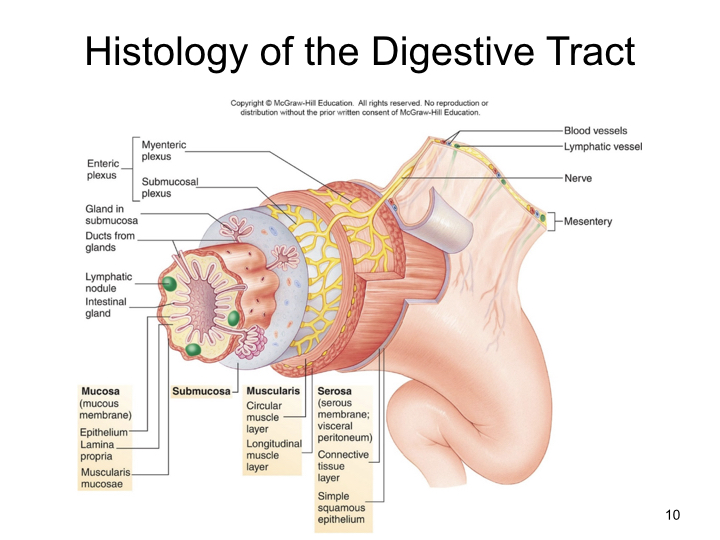 Histology of the Digestive Tract
Copyright © McGraw-Hill Education. All rights reserved. No reproduction or
distribution without the prior written consent of McGraw-Hill Education.
Enteric
plexus
Myenteric
plexus
Submucosal
plexus
Gland in
submucosa
Ducts from
glands
Lymphatic
nodule
Intestinal
gland
Blood vessels
Lymphatic vessel
Nerve
Mesentery
Mucosa
(mucous
membrane)
Epithelium
Lamina
propria
Muscularis
mucosae
Submucosa
Muscularis
Circular
muscle
layer
Longitudinal
muscle
layer
Serosa
(serous
membrane;
visceral
peritoneum)
Connective
tissue
layer
Simple
squamous
epithelium
10